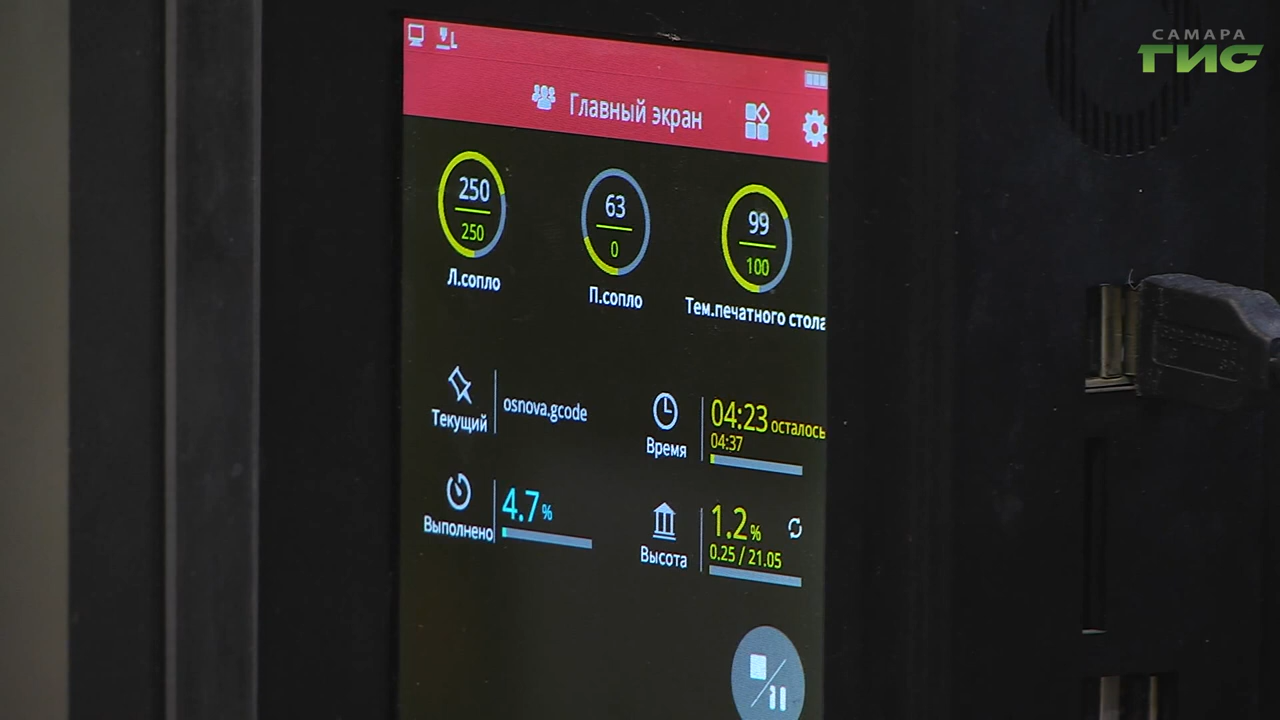 САМАРА
ГИС
Главный экран
250
250
Л.сопло
63
0
П.сопло
99
100
Тем.печатного стола
Текущий
osnova.gcode
Время
04:23 осталось
04:37
Выполнено
4.7 %
Высота
1.2 %
0.25 / 21.05